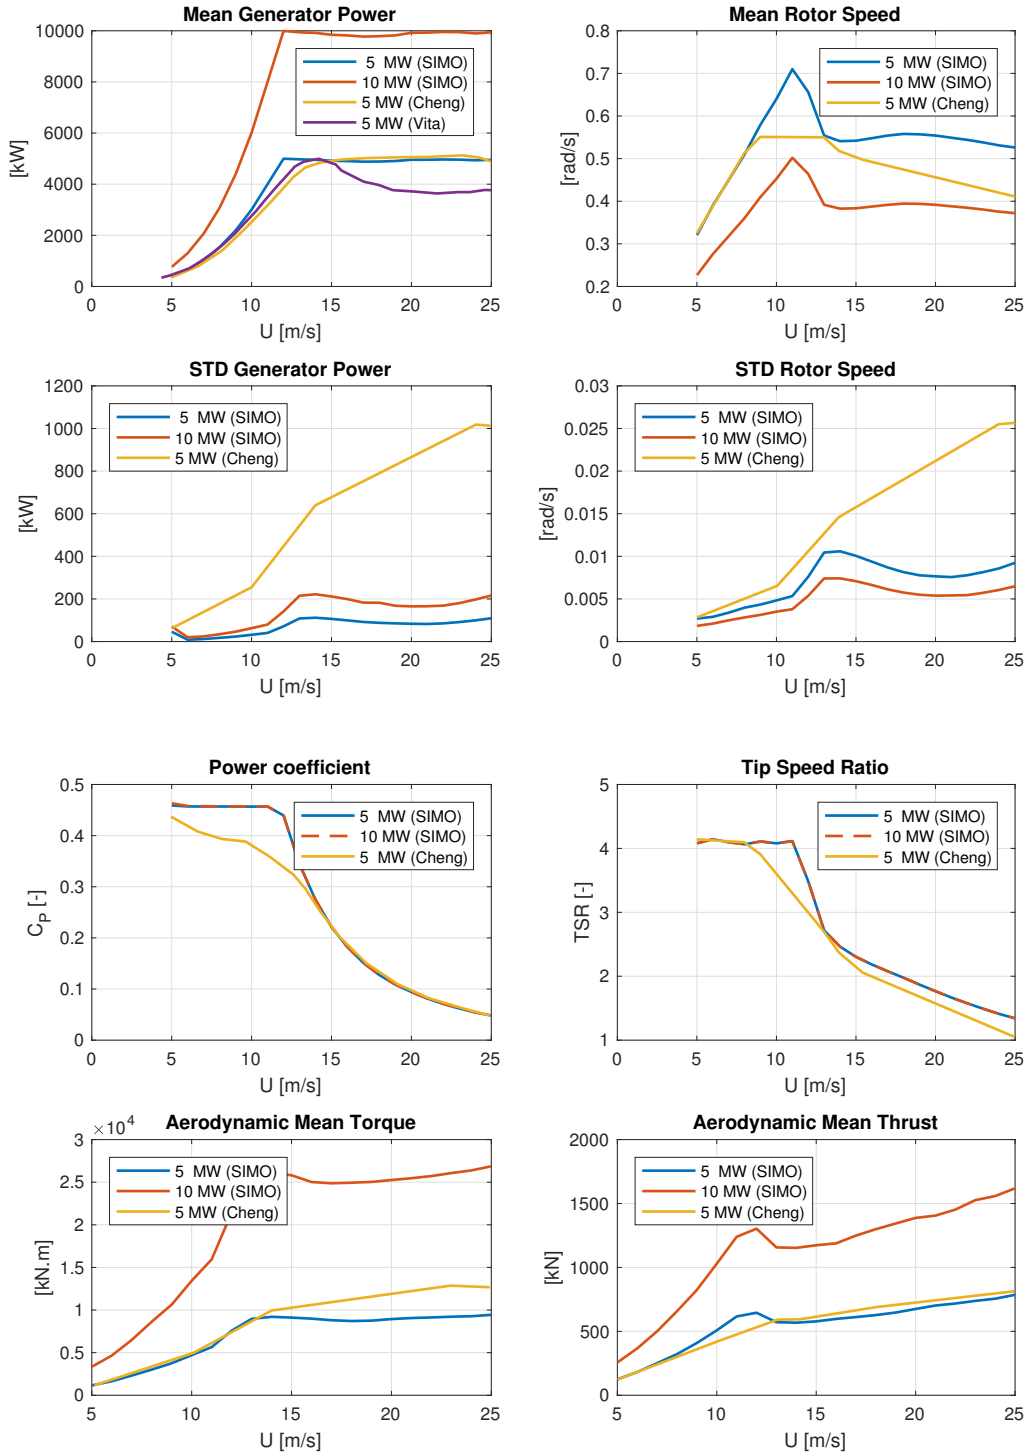 Mean Generator Power
10000
8000
6000
4000
2000
0
[kW]
5 MW (SIMO)
10 MW (SIMO)
5 MW (Cheng)
5 MW (Vita)
0 5 10 15 20 25
U [m/s]
Mean Rotor Speed
0.8
0.7
0.6
0.5
0.4
0.3
0.2
[rad/s]
5 MW (SIMO)
10 MW (SIMO)
5 MW (Cheng)
0 5 10 15 20 25
U [m/s]
STD Generator Power
1200
1000
800
600
400
200
0
[kW]
5 MW (SIMO)
10 MW (SIMO)
5 MW (Cheng)
0 5 10 15 20 25
U [m/s]
STD Rotor Speed
0.03
0.025
0.02
0.015
0.01
0.005
0
[rad/s]
5 MW (SIMO)
10 MW (SIMO)
5 MW (Cheng)
0 5 10 15 20 25
U [m/s]
Power coefficient
0.5
0.4
0.3
0.2
0.1
0
C_P [-]
5 MW (SIMO)
10 MW (SIMO)
5 MW (Cheng)
0 5 10 15 20 25
U [m/s]
Tip Speed Ratio
5
4
3
2
1
TSR [-]
5 MW (SIMO)
10 MW (SIMO)
5 MW (Cheng)
0 5 10 15 20 25
U [m/s]
Aerodynamic Mean Torque
×10^4
3
2.5
2
1.5
1
0.5
0
[kN.m]
5 MW (SIMO)
10 MW (SIMO)
5 MW (Cheng)
5 10 15 20 25
U [m/s]
Aerodynamic Mean Thrust
2000
1500
1000
500
0
[kN]
5 MW (SIMO)
10 MW (SIMO)
5 MW (Cheng)
5 10 15 20 25
U [m/s]